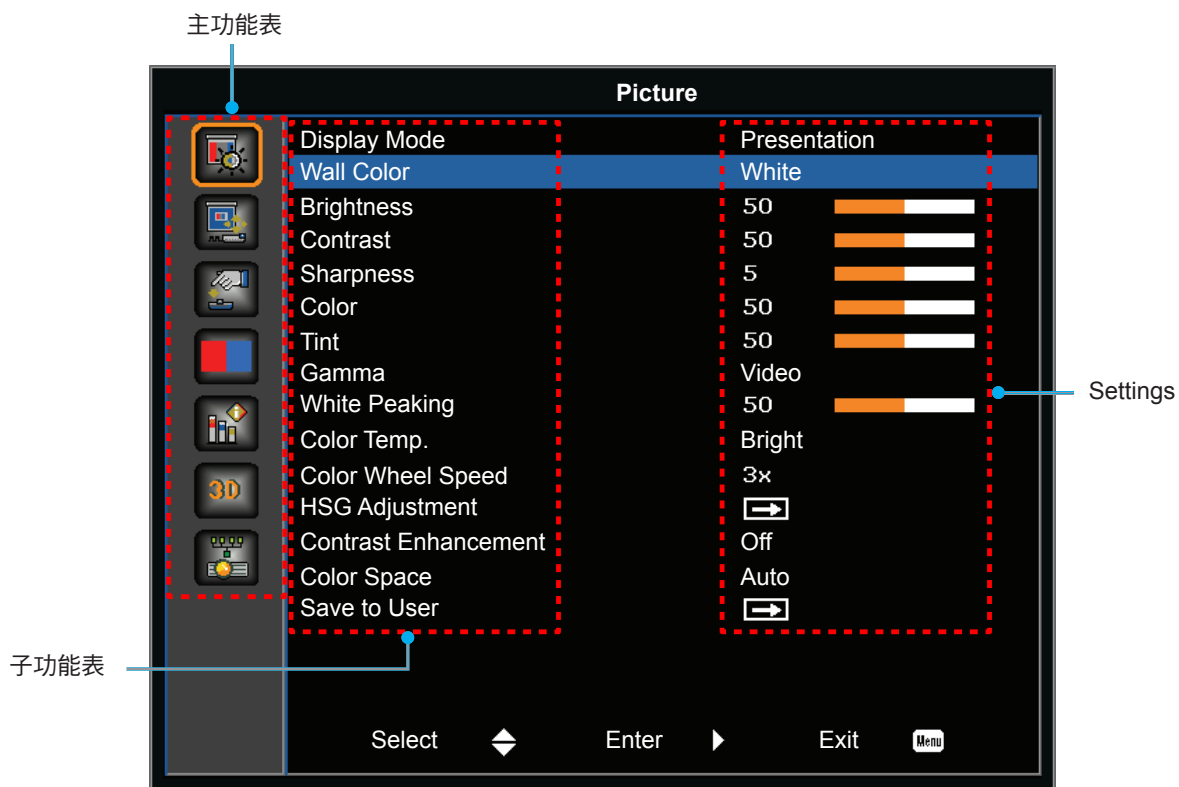 主功能表
Picture
Display Mode Presentation
Wall Color White
Brightness 50
Contrast 50
Sharpness 5
Color 50
Tint 50
Gamma Video
White Peaking 50
Color Temp. Bright
Color Wheel Speed 3x
HSG Adjustment
Contrast Enhancement Off
Color Space Auto
Save to User
3D
Settings
子功能表
Select Enter Exit Menu